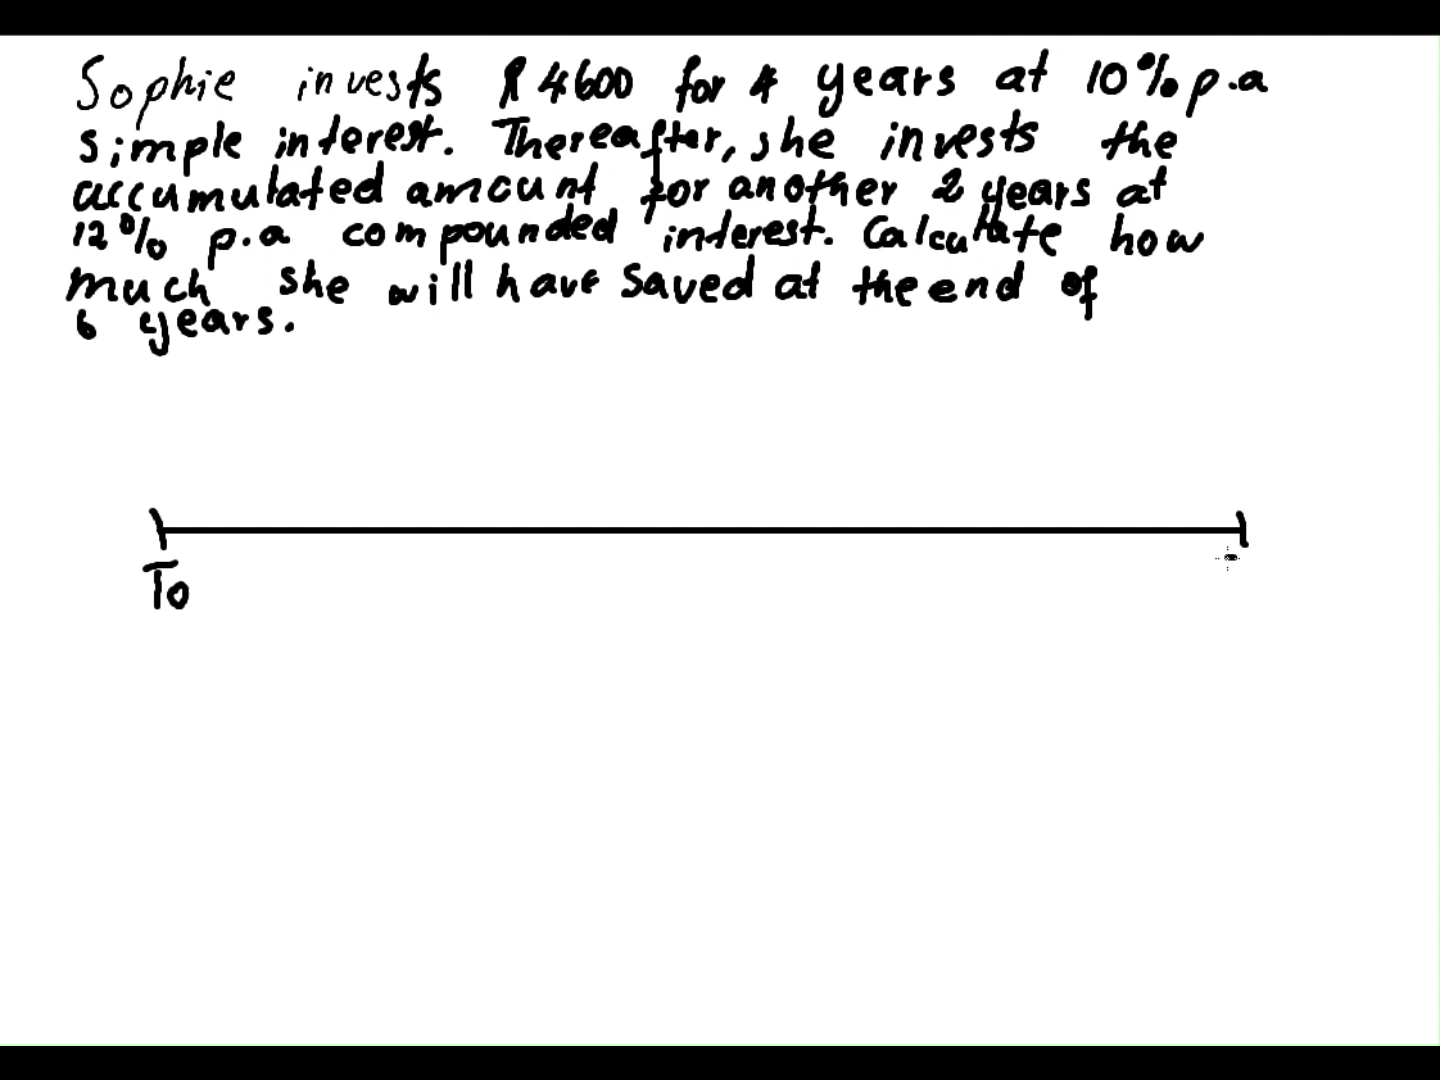 Sophie invests R4600 for 4 years at 10% p.a
simple interest. Thereafter, she invests the
accumulated amount for another 2 years at
12% p.a compounded interest. Calculate how
much she will have saved at the end of
6 years.
T0